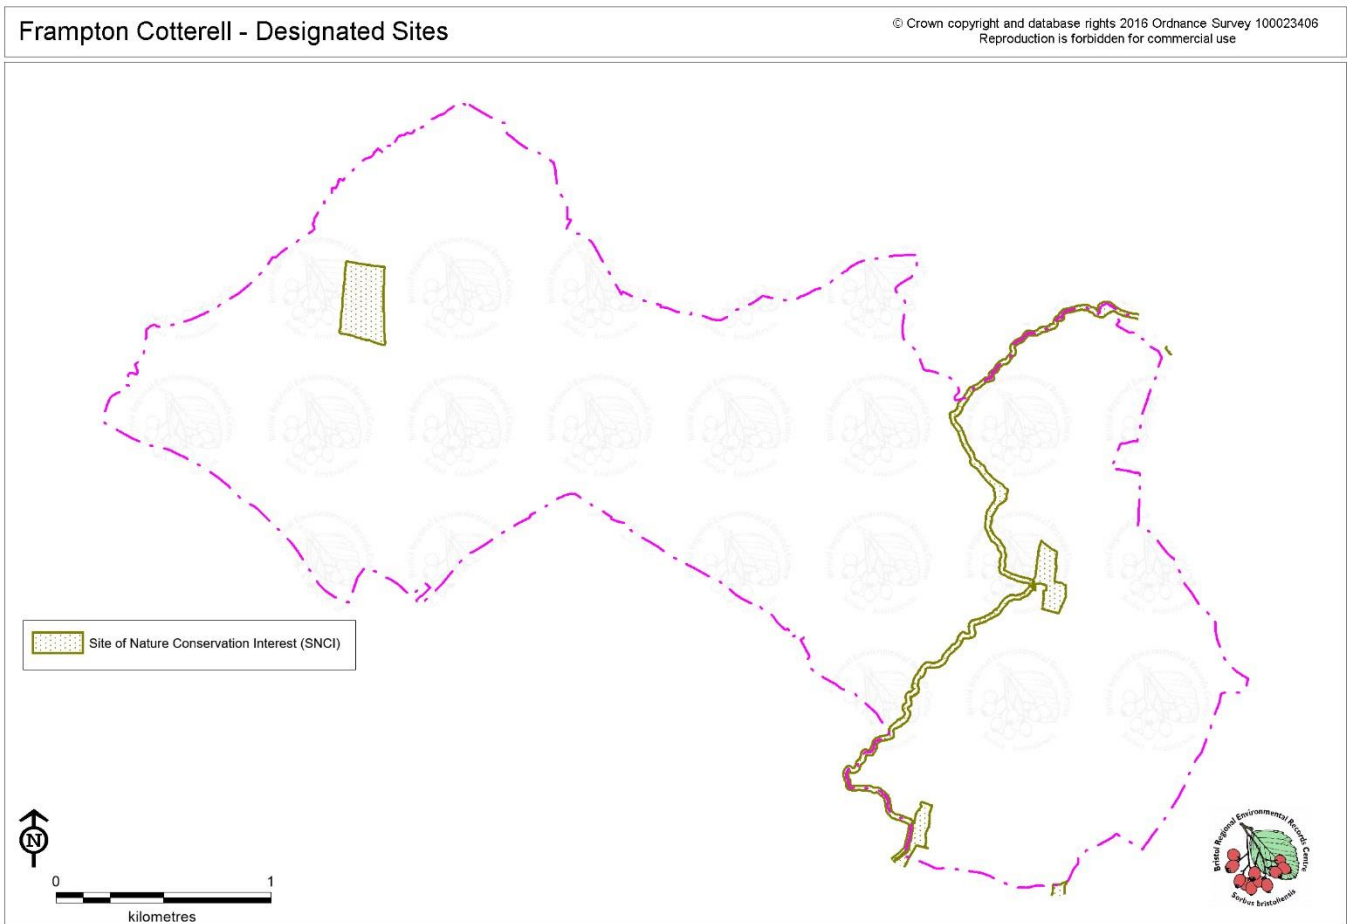 Frampton Cotterell - Designated Sites
© Crown copyright and database rights 2016 Ordnance Survey 100023406
Reproduction is forbidden for commercial use
Site of Nature Conservation Interest (SNCI)
N
0 1
kilometres
Bristol Regional Environmental Records Centre
Sorbus bristoliensis